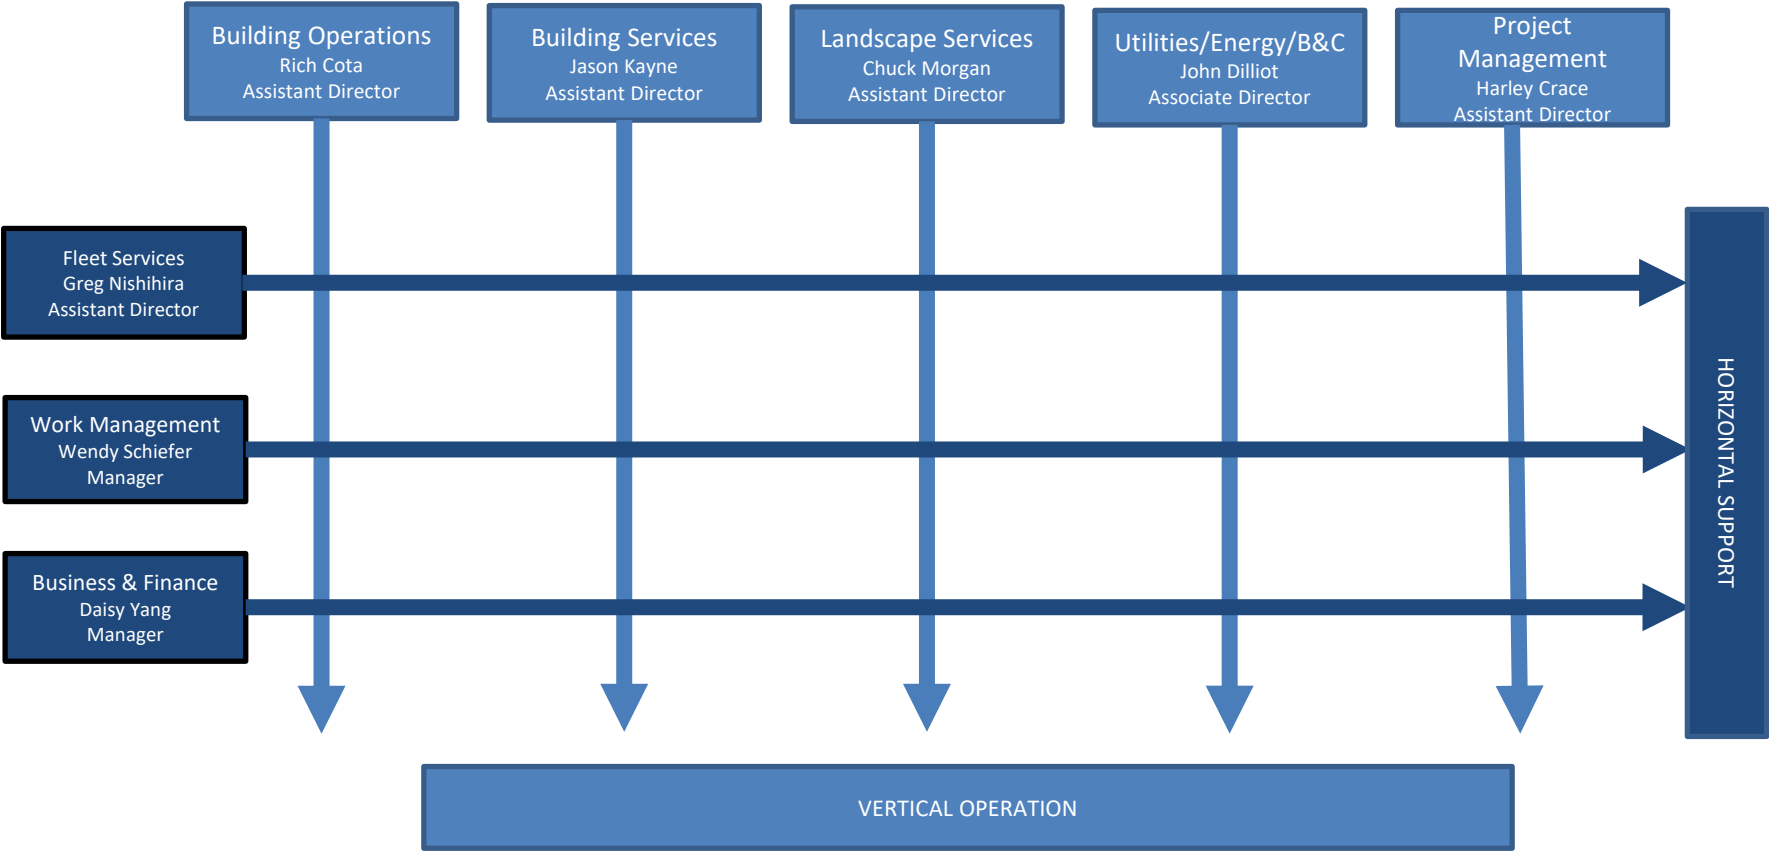 Building Operations
Rich Cota
Assistant Director
Building Services
Jason Kayne
Assistant Director
Landscape Services
Chuck Morgan
Assistant Director
Utilities/Energy/B&C
John Dilliot
Associate Director
Project
Management
Harley Crace
Assistant Director
Fleet Services
Greg Nishihira
Assistant Director
Work Management
Wendy Schiefer
Manager
Business & Finance
Daisy Yang
Manager
HORIZONTAL SUPPORT
VERTICAL OPERATION